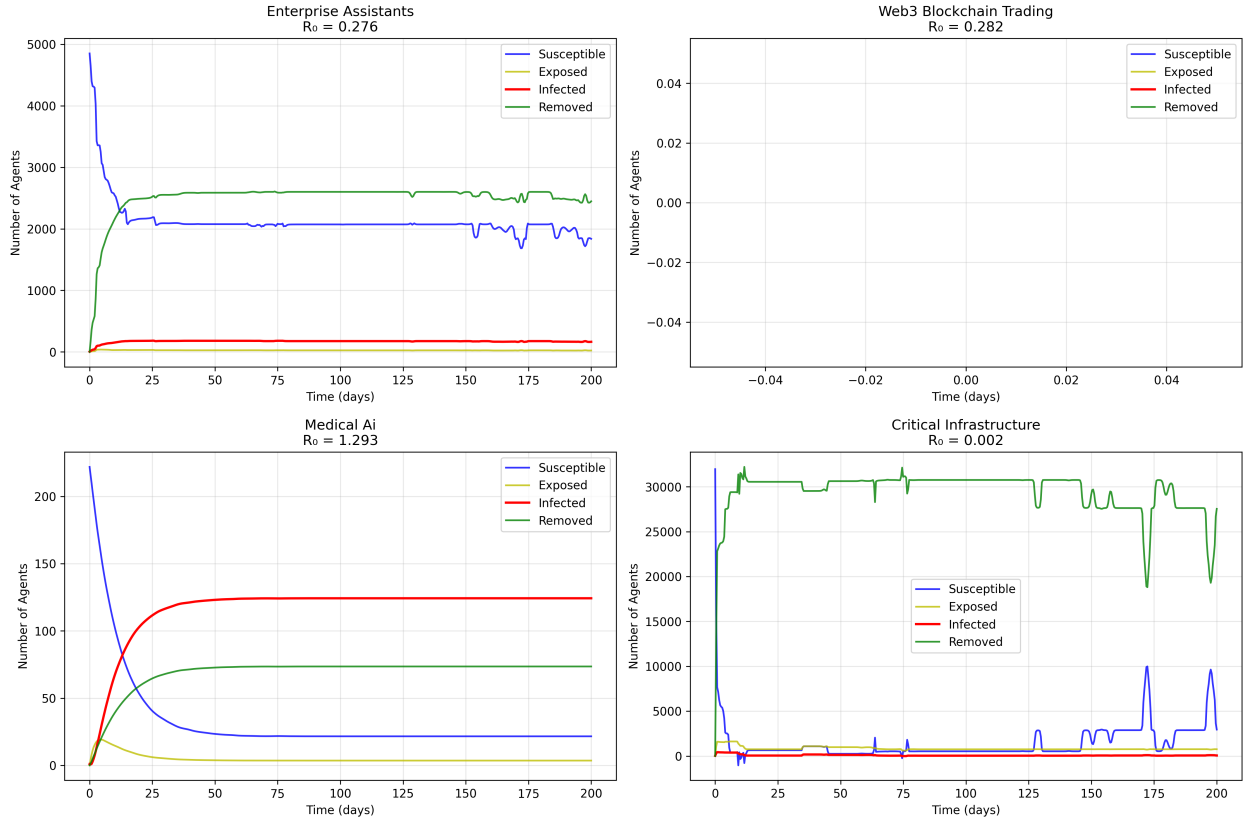 Enterprise Assistants
R₀ = 0.276
5000
4000
3000
2000
1000
0
Number of Agents
Susceptible
Exposed
Infected
Removed
0 25 50 75 100 125 150 175 200
Time (days)
Web3 Blockchain Trading
R₀ = 0.282
0.04
0.02
0.00
−0.02
−0.04
Number of Agents
Susceptible
Exposed
Infected
Removed
−0.04 −0.02 0.00 0.02 0.04
Time (days)
Medical Ai
R₀ = 1.293
200
150
100
50
0
Number of Agents
Susceptible
Exposed
Infected
Removed
0 25 50 75 100 125 150 175 200
Time (days)
Critical Infrastructure
R₀ = 0.002
30000
25000
20000
15000
10000
5000
0
Number of Agents
Susceptible
Exposed
Infected
Removed
0 25 50 75 100 125 150 175 200
Time (days)